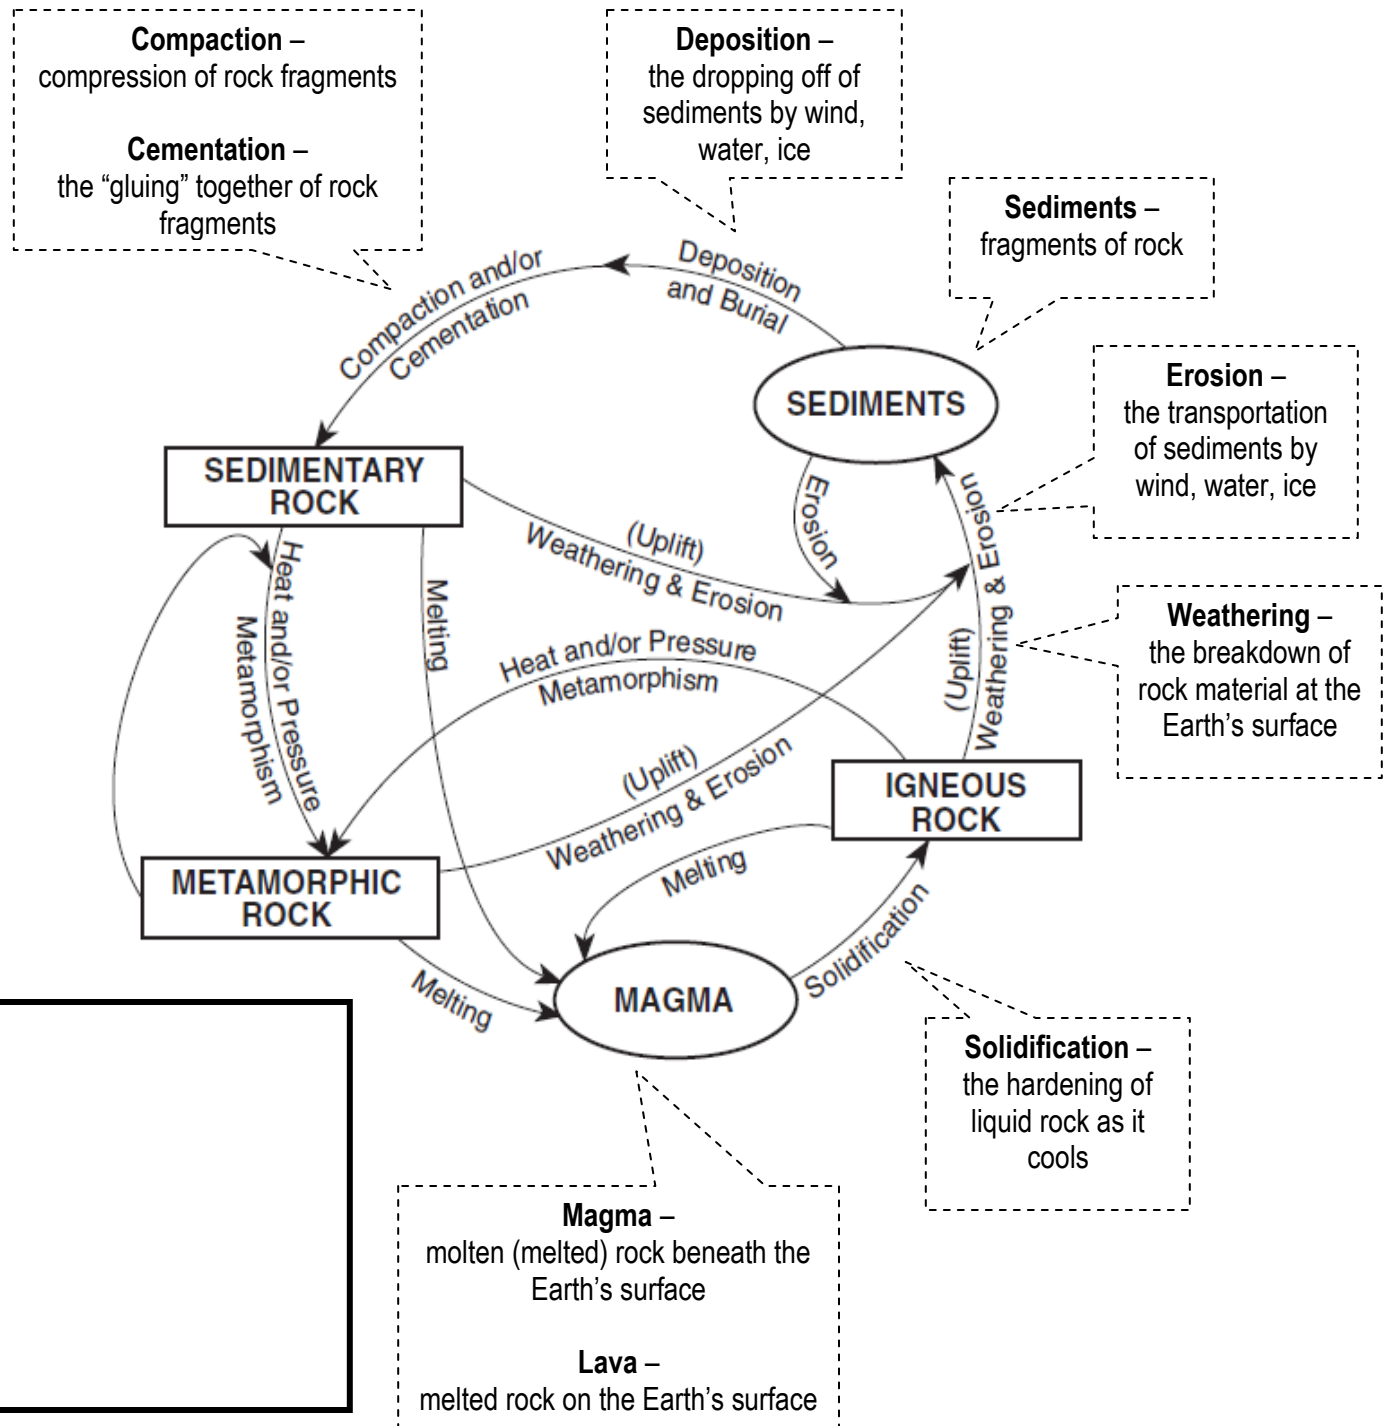 Compaction –
compression of rock fragments
Cementation –
the “gluing” together of rock
fragments
Deposition –
the dropping off of
sediments by wind,
water, ice
Sediments –
fragments of rock
Erosion –
the transportation
of sediments by
wind, water, ice
Weathering –
the breakdown of
rock material at the
Earth’s surface
Deposition
and Burial
Compaction and/or
Cementation
SEDIMENTS
SEDIMENTARY
ROCK
Erosion
(Uplift)
Weathering & Erosion
(Uplift)
Weathering & Erosion
Heat and/or Pressure
Metamorphism
Melting
Heat and/or Pressure
Metamorphism
(Uplift)
Weathering & Erosion
IGNEOUS
ROCK
Melting
METAMORPHIC
ROCK
Melting
MAGMA
Solidification
Solidification –
the hardening of
liquid rock as it
cools
Magma –
molten (melted) rock beneath the
Earth’s surface
Lava –
melted rock on the Earth’s surface